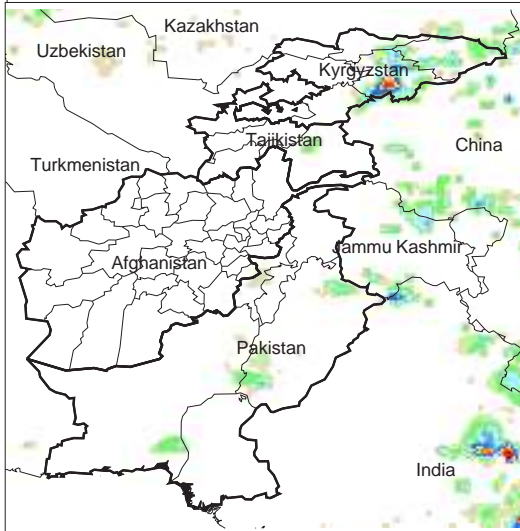 Kazakhstan
Uzbekistan
Kyrgyzstan
Tajikistan
China
Turkmenistan
Jammu Kashmir
Afghanistan
Pakistan
India